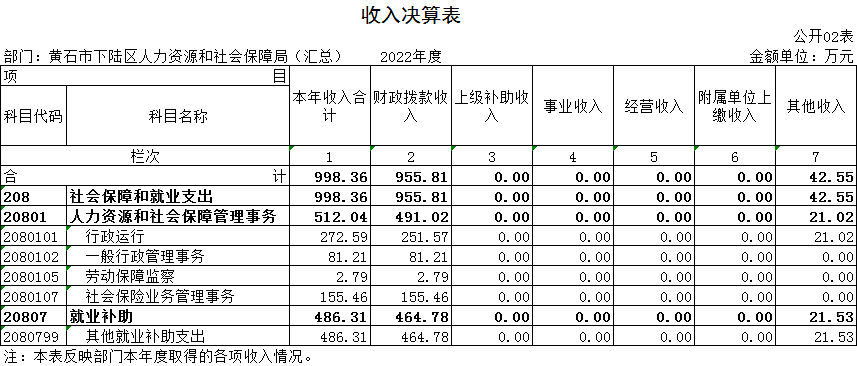 收入决算表
公开02表
部门：黄石市下陆区人力资源和社会保障局（汇总） 2022年度 金额单位：万元
项 目 本年收入合计 财政拨款收入 上级补助收入 事业收入 经营收入 附属单位上缴收入 其他收入
科目代码 科目名称
栏次 1 2 3 4 5 6 7
合 计 998.36 955.81 0.00 0.00 0.00 0.00 42.55
208 社会保障和就业支出 998.36 955.81 0.00 0.00 0.00 0.00 42.55
20801 人力资源和社会保障管理事务 512.04 491.02 0.00 0.00 0.00 0.00 21.02
2080101 行政运行 272.59 251.57 0.00 0.00 0.00 0.00 21.02
2080102 一般行政管理事务 81.21 81.21 0.00 0.00 0.00 0.00 0.00
2080105 劳动保障监察 2.79 2.79 0.00 0.00 0.00 0.00 0.00
2080107 社会保险业务管理事务 155.46 155.46 0.00 0.00 0.00 0.00 0.00
20807 就业补助 486.31 464.78 0.00 0.00 0.00 0.00 21.53
2080799 其他就业补助支出 486.31 464.78 0.00 0.00 0.00 0.00 21.53
注：本表反映部门本年度取得的各项收入情况。